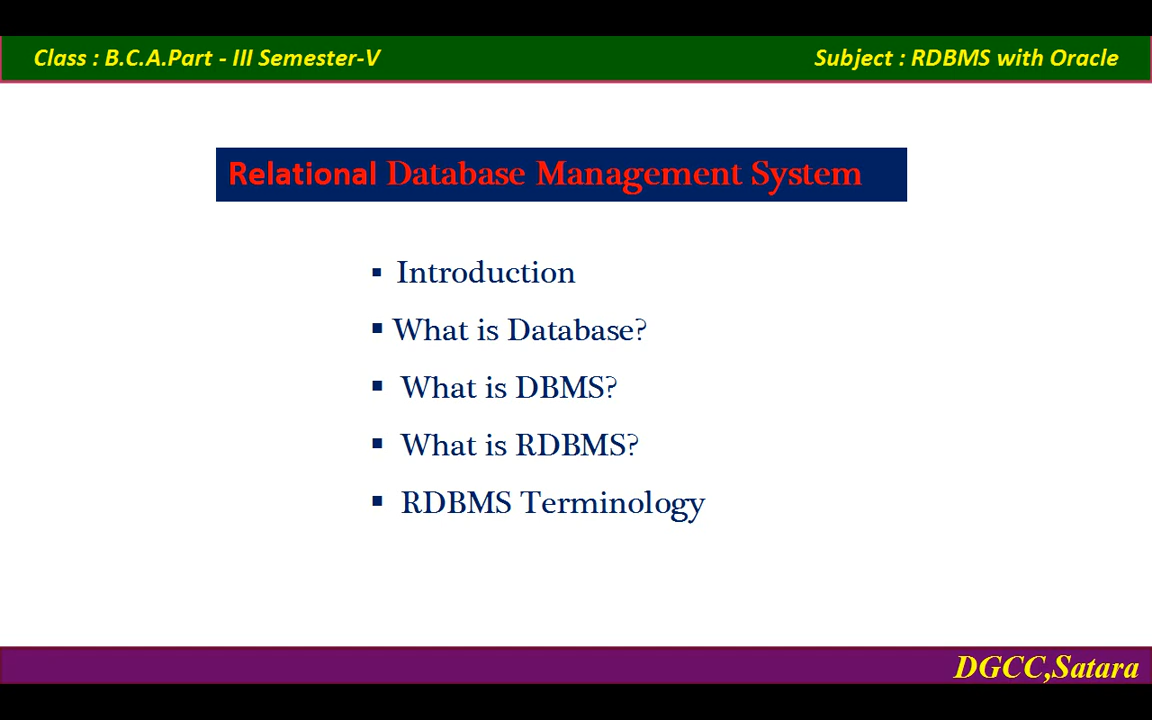 Class : B.C.A.Part - III Semester-V
Subject : RDBMS with Oracle
Relational Database Management System
▪ Introduction
▪ What is Database?
▪ What is DBMS?
▪ What is RDBMS?
▪ RDBMS Terminology
DGCC,Satara